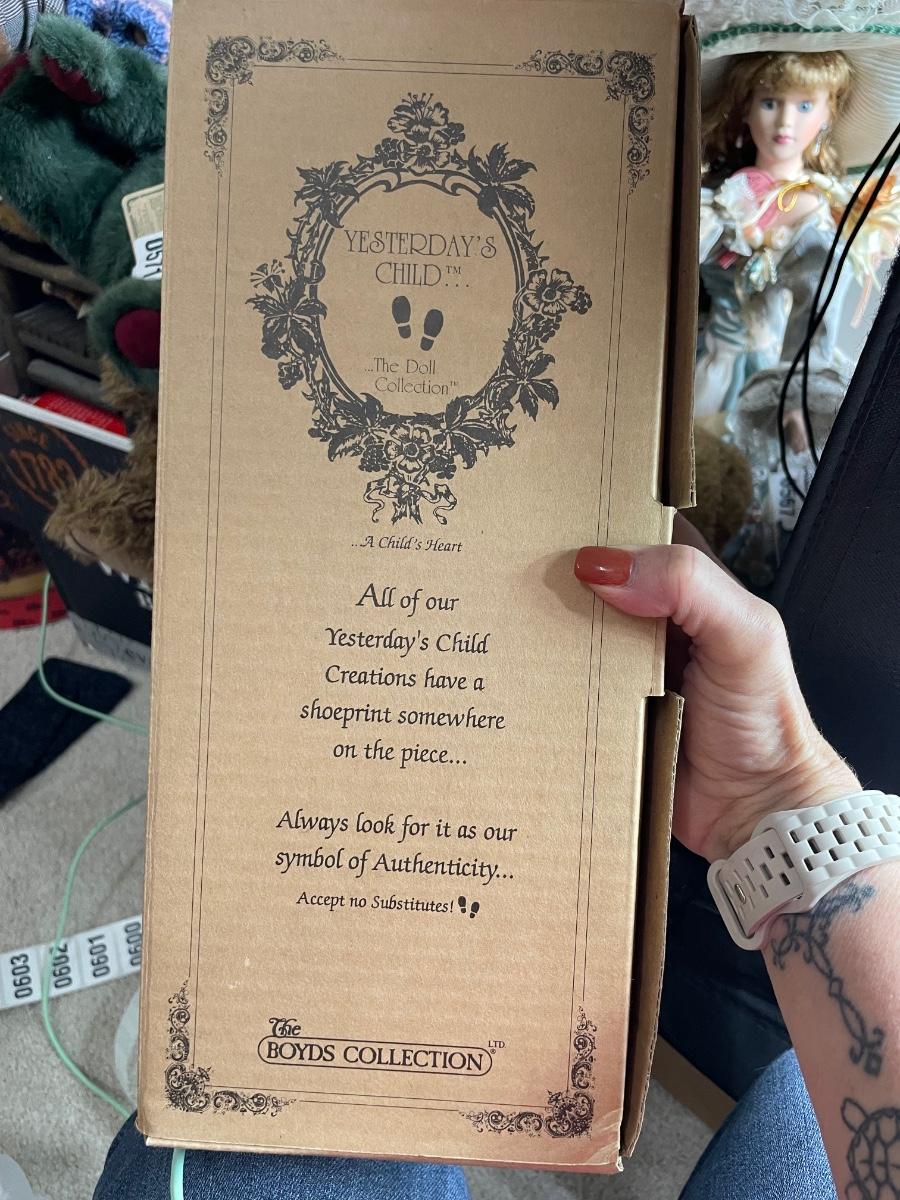 YESTERDAY'S
CHILD™...
...The Doll
Collection™
...A Child's Heart
All of our
Yesterday's Child
Creations have a
shoeprint somewhere
on the piece...
Always look for it as our
symbol of Authenticity...
Accept no Substitutes!
The
BOYDS COLLECTION LTD.®
0603
0602
0601
0600
1782